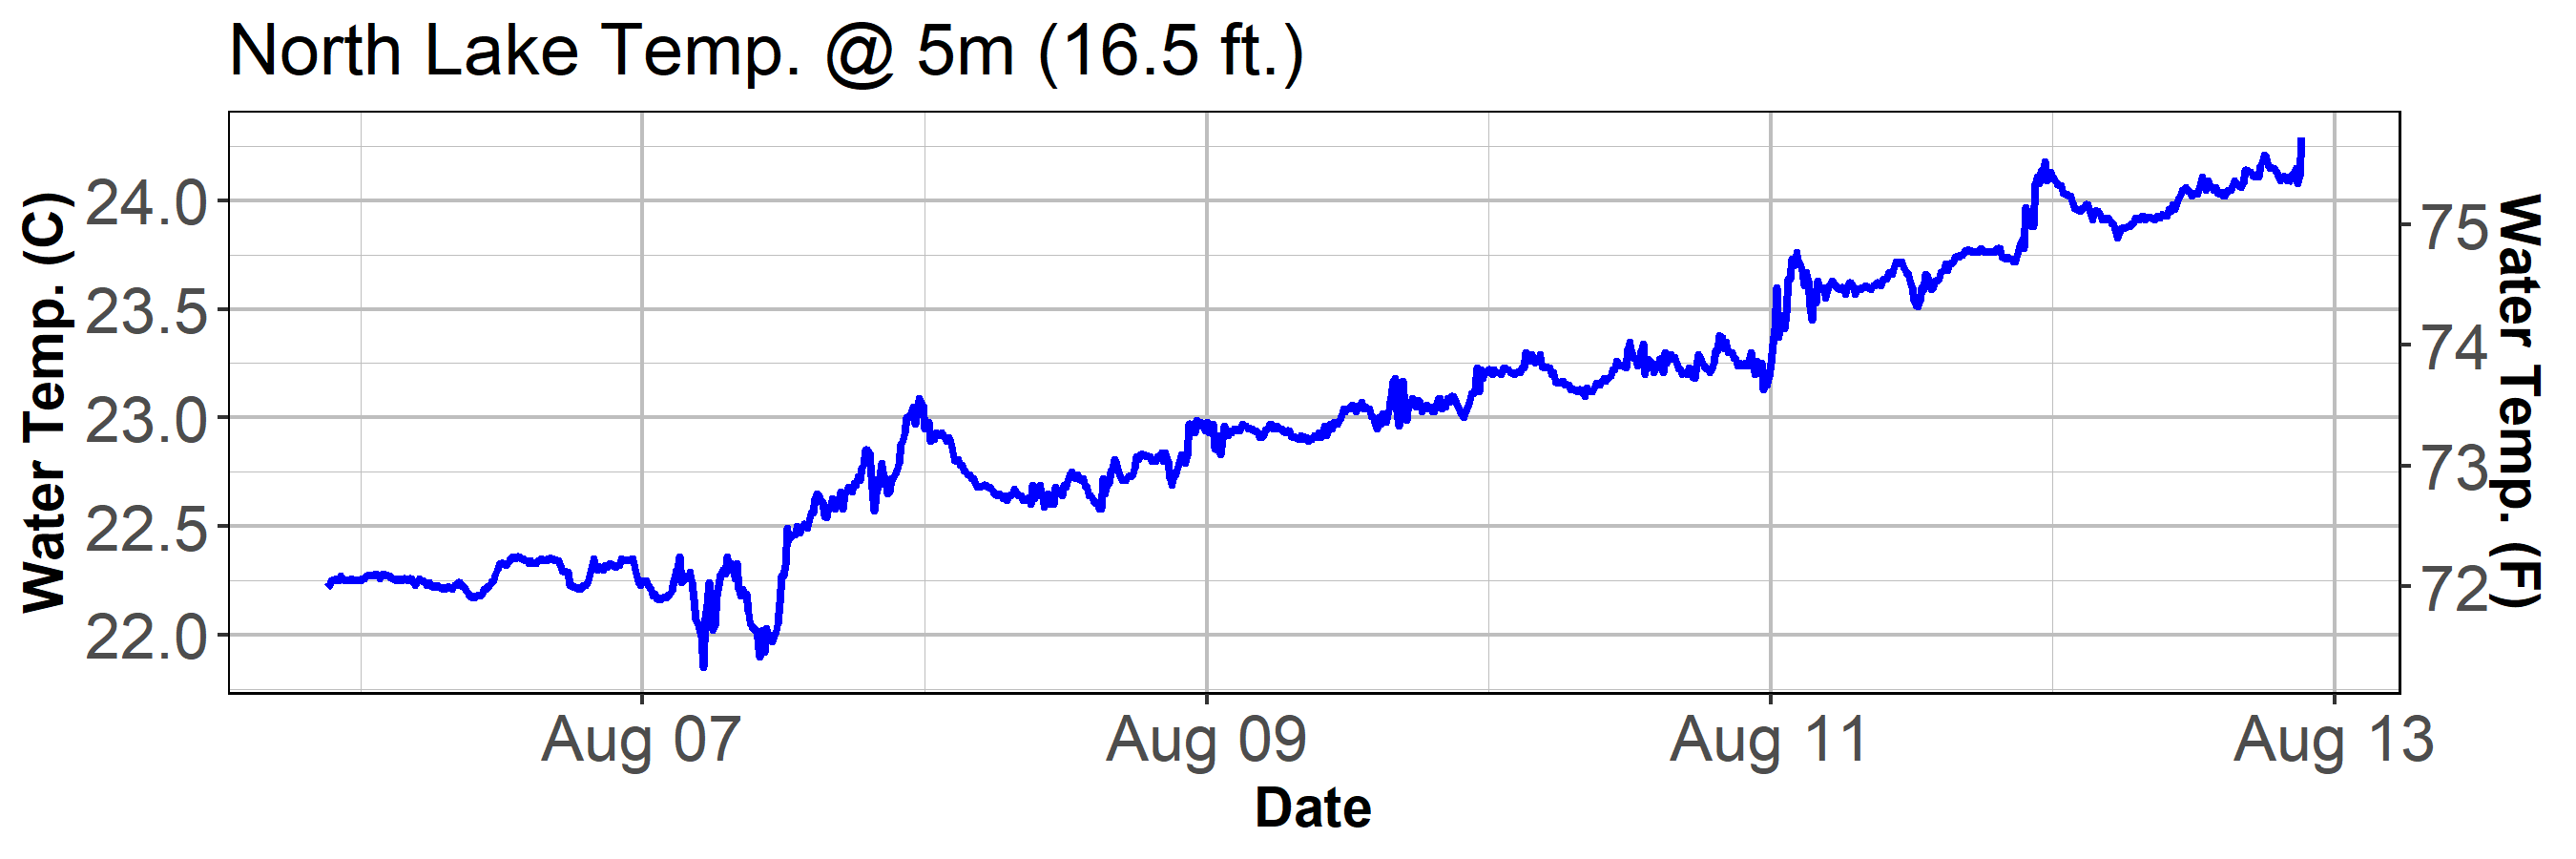 North Lake Temp. @ 5m (16.5 ft.)
Water Temp. (C)
24.0
23.5
23.0
22.5
22.0
75
74
73
72
Water Temp. (F)
Aug 07 Aug 09 Aug 11 Aug 13
Date